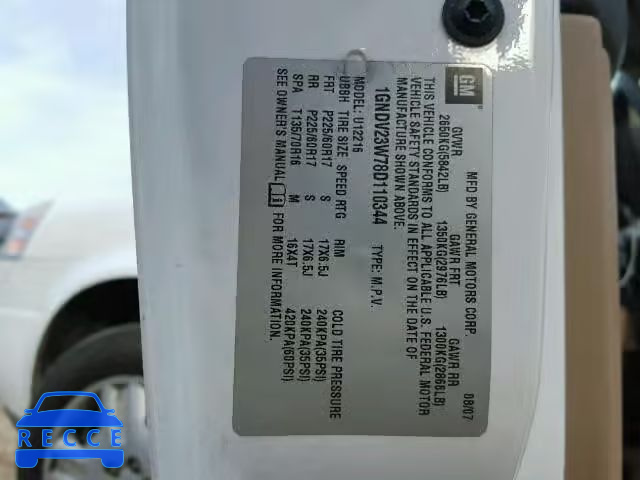 GM
MFD BY GENERAL MOTORS CORP. 08/07
GVWR GAWR FRT GAWR RR
2650KG(5842LB) 1350KG(2976LB) 1300KG(2866LB)
THIS VEHICLE CONFORMS TO ALL APPLICABLE U.S. FEDERAL MOTOR
VEHICLE SAFETY STANDARDS IN EFFECT ON THE DATE OF
MANUFACTURE SHOWN ABOVE.
1GNDV23W78D110344 TYPE: M.P.V.
MODEL: U12216
UBBH TIRE SIZE SPEED RTG RIM COLD TIRE PRESSURE
FRT P225/60R17 S 17X6.5J 240KPA(35PSI)
RR P225/60R17 S 17X6.5J 240KPA(35PSI)
SPA T135/70R16 M 16X4T 420KPA(60PSI)
SEE OWNER'S MANUAL FOR MORE INFORMATION.
RECCE